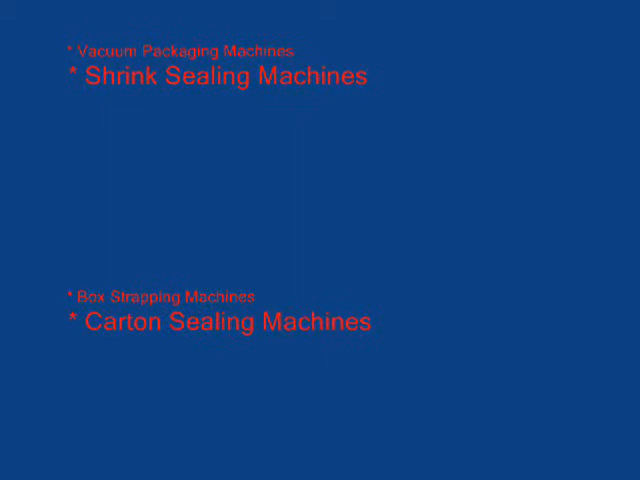 * Vacuum Packaging Machines
* Shrink Sealing Machines
* Box Strapping Machines
* Carton Sealing Machines